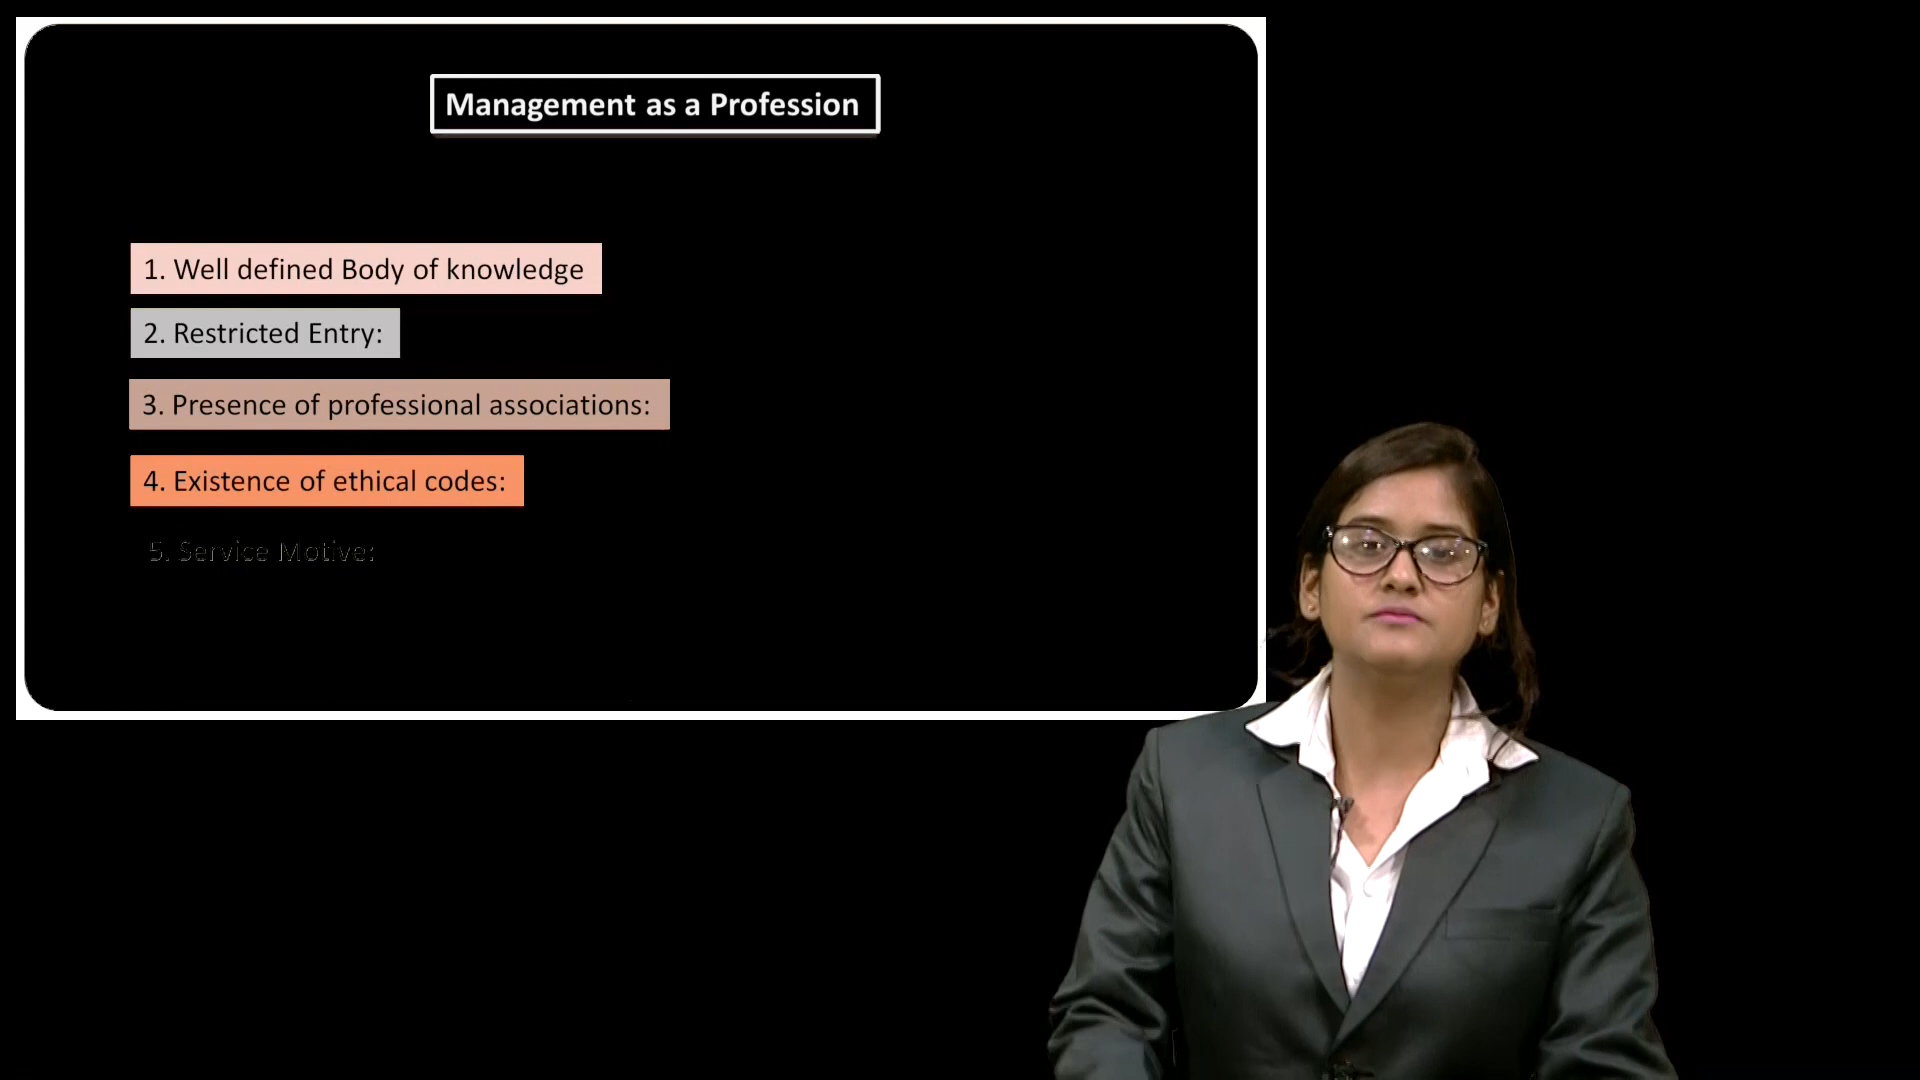 Management as a Profession
1. Well defined Body of knowledge
2. Restricted Entry:
3. Presence of professional associations:
4. Existence of ethical codes:
5. Service Motive: